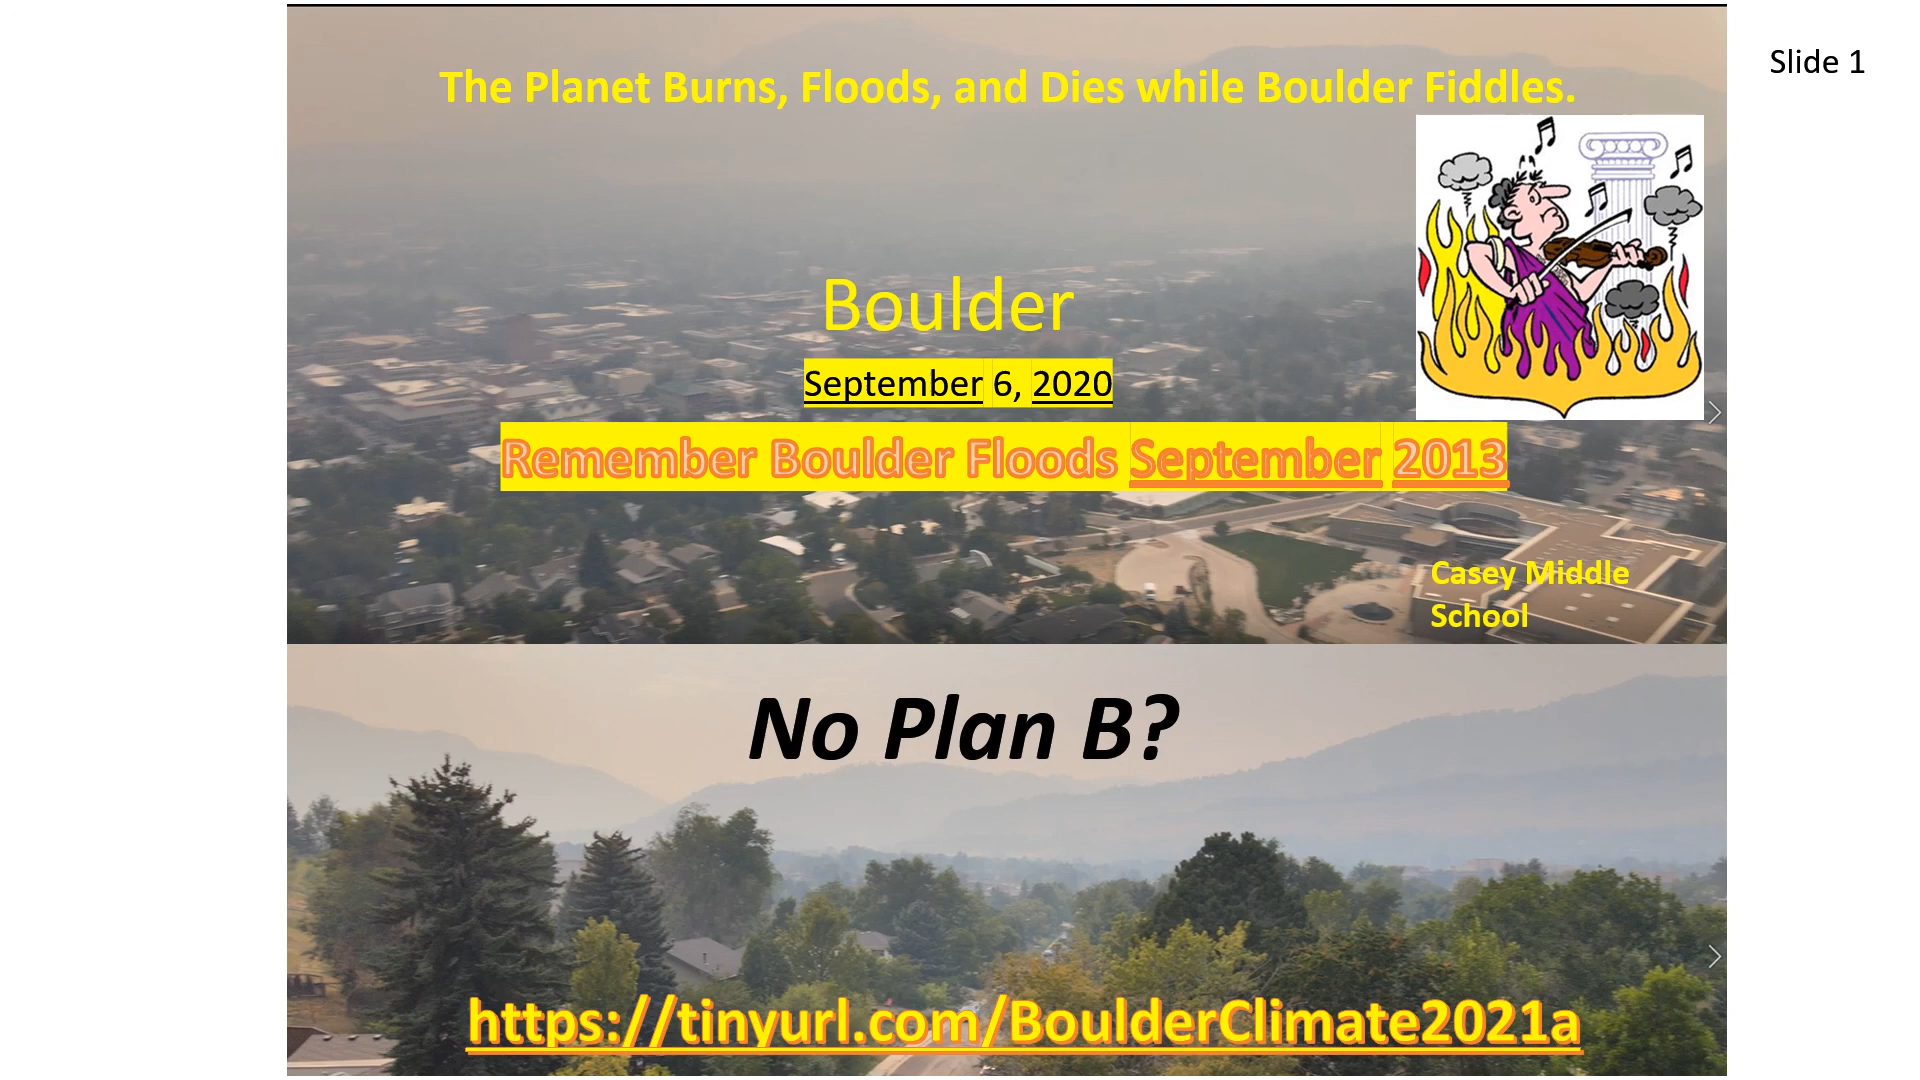 Slide 1
The Planet Burns, Floods, and Dies while Boulder Fiddles.
Boulder
September 6, 2020
Remember Boulder Floods September 2013
Casey Middle
School
No Plan B?
https://tinyurl.com/BoulderClimate2021a